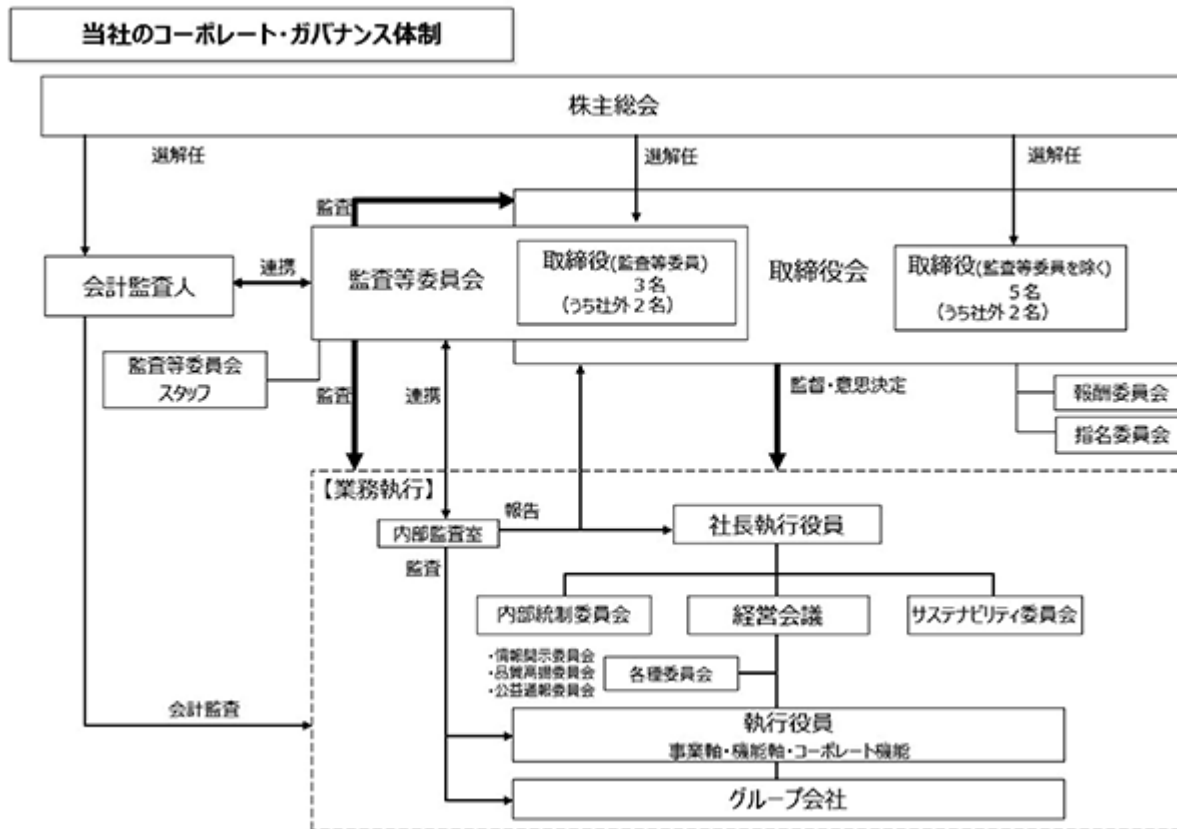 当社のコーポレート・ガバナンス体制
株主総会
選解任
選解任
選解任
監査
会計監査人
連携
監査等委員会
取締役(監査等委員)
3名
(うち社外2名)
取締役会
取締役(監査等委員を除く)
5名
(うち社外2名)
監査等委員会
スタッフ
監査
連携
監督・意思決定
報酬委員会
指名委員会
【業務執行】
内部監査室
報告
社長執行役員
監査
内部統制委員会
経営会議
サステナビリティ委員会
・情報開示委員会
・品質高揚委員会
・公益通報委員会
各種委員会
会計監査
執行役員
事業軸・機能軸・コーポレート機能
グループ会社